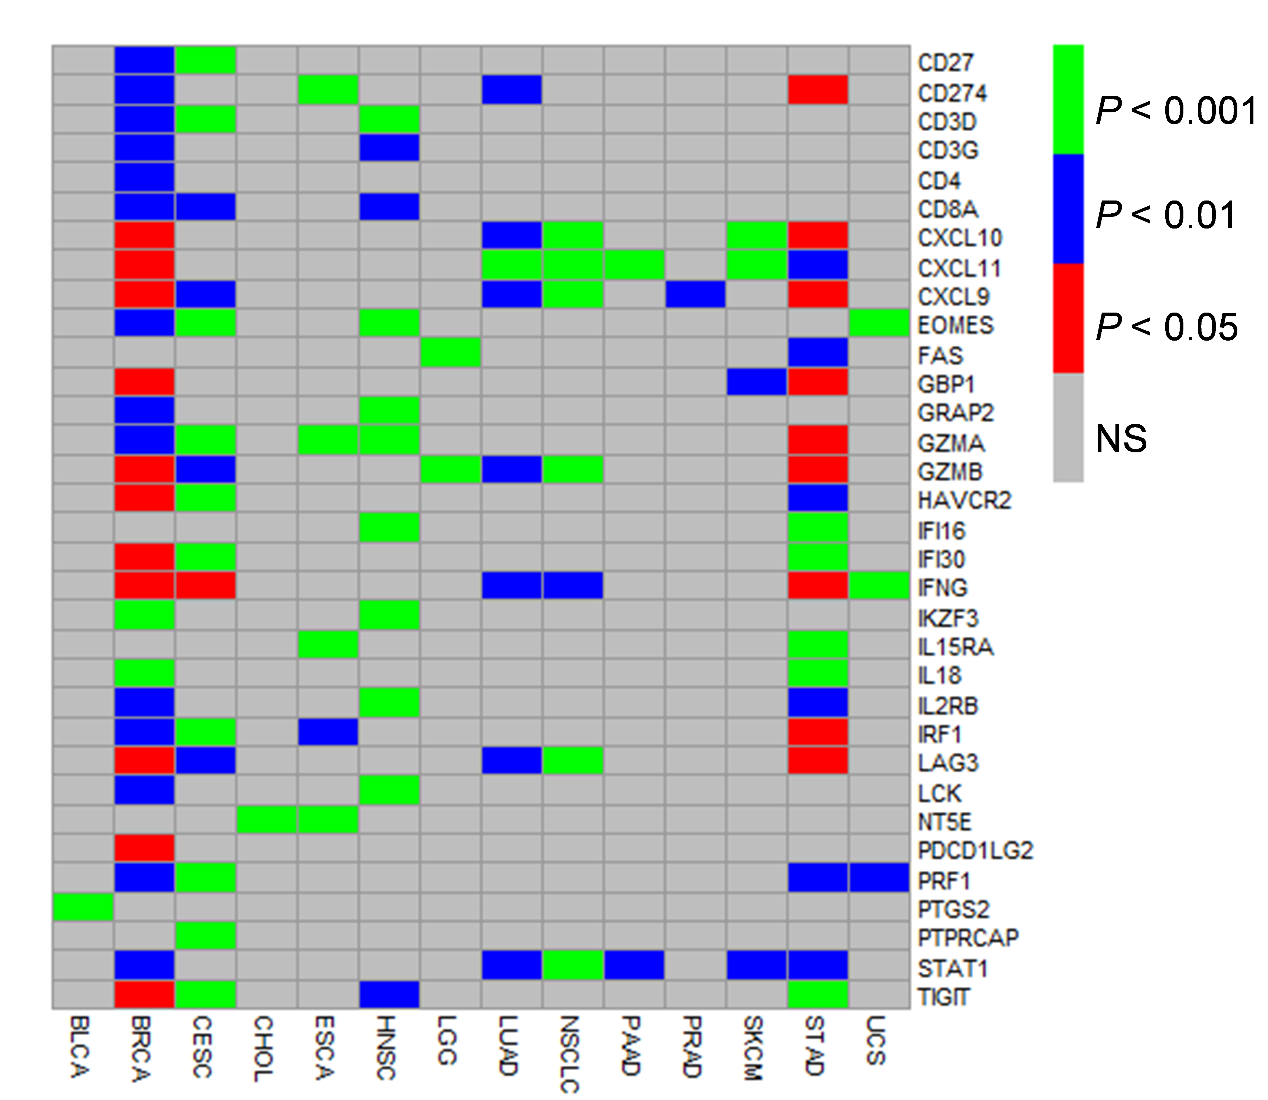 CD27
CD274
CD3D
CD3G
CD4
CD8A
CXCL10
CXCL11
CXCL9
EOMES
FAS
GBP1
GRAP2
GZMA
GZMB
HAVCR2
IFI16
IFI30
IFNG
IKZF3
IL15RA
IL18
IL2RB
IRF1
LAG3
LCK
NT5E
PDCD1LG2
PRF1
PTGS2
PTPRCAP
STAT1
TIGIT
BLCA
BRCA
CESC
CHOL
ESCA
HNSC
LGG
LUAD
NSCLC
PAAD
PRAD
SKCM
STAD
UCS
P < 0.001
P < 0.01
P < 0.05
NS